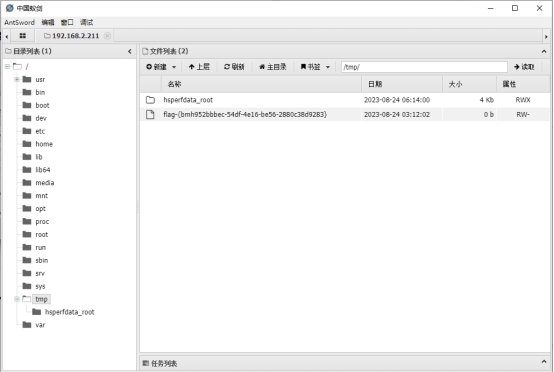 中国蚁剑
AntSword 编辑 窗口 调试
192.168.2.211
目录列表 (1)
文件列表 (2)
新建 上层 刷新 主目录 书签 /tmp/ 读取
/
usr
bin
boot
dev
etc
home
lib
lib64
media
mnt
opt
proc
root
run
sbin
srv
sys
tmp
hsperfdata_root
var
名称 日期 大小 属性
hsperfdata_root 2023-08-24 06:14:00 4 Kb RWX
flag-{bmh952bbbec-54df-4e16-be56-2880c38d9283} 2023-08-24 03:12:02 0 b RW-
任务列表